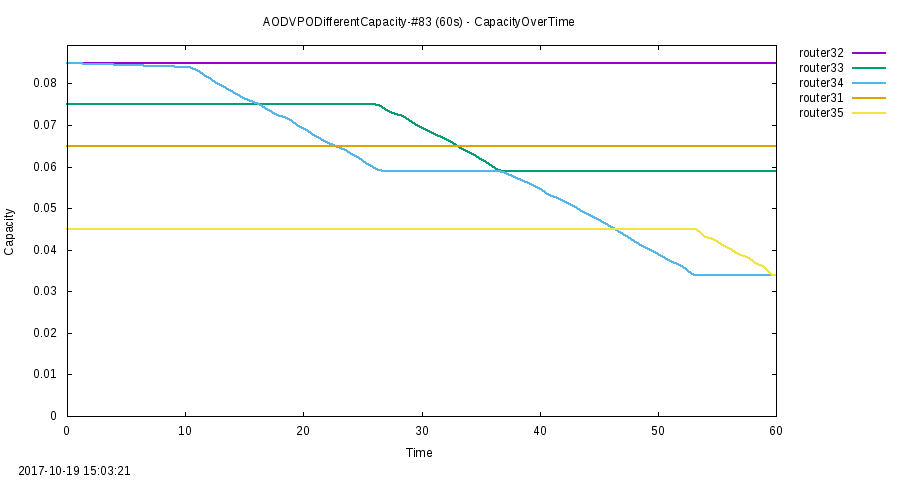 AODVPODifferentCapacity-#83 (60s) - CapacityOverTime
router32
router33
router34
router31
router35
0.08
0.07
0.06
0.05
0.04
0.03
0.02
0.01
0
Capacity
0 10 20 30 40 50 60
Time
2017-10-19 15:03:21